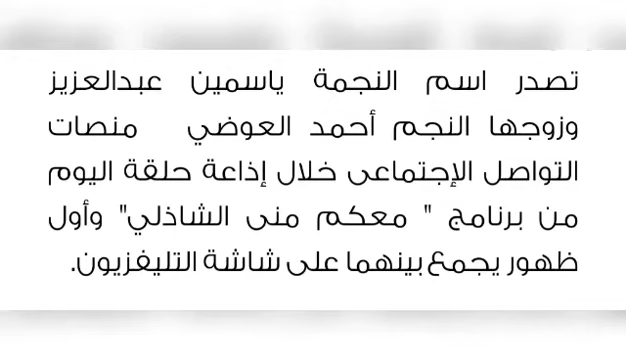 تصدر اسم النجمة ياسمين عبدالعزيز
وزوجها النجم أحمد العوضي منصات
التواصل الإجتماعى خلال إذاعة حلقة اليوم
من برنامج " معكم منى الشاذلي" وأول
ظهور يجمع بينهما على شاشة التليفزيون.